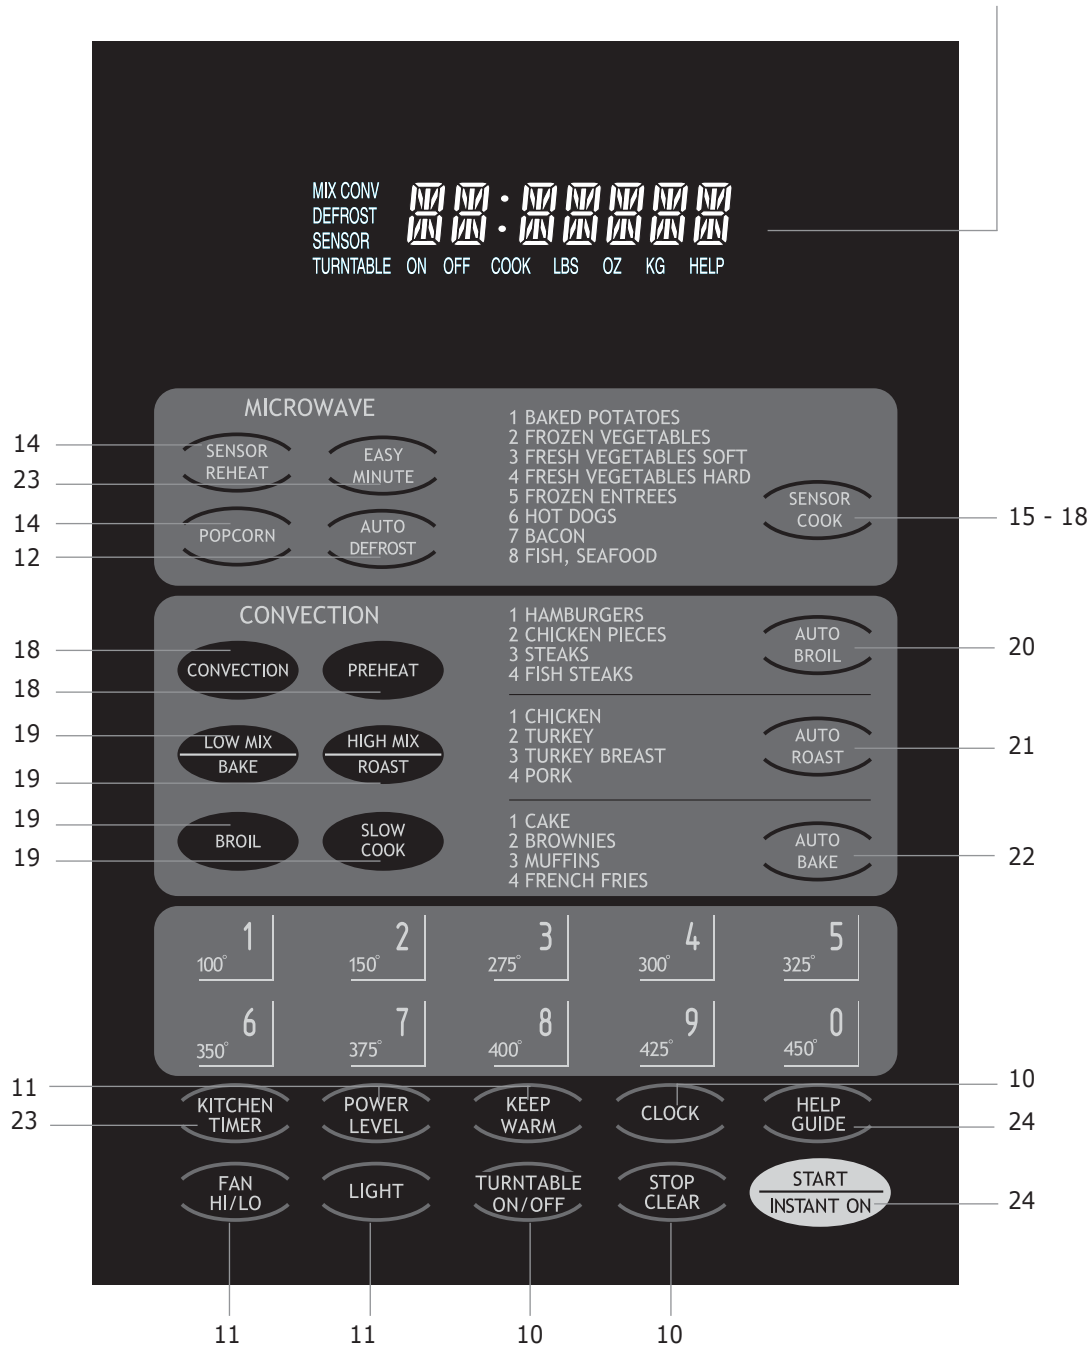 MIX CONV
DEFROST
SENSOR
TURNTABLE ON OFF COOK LBS OZ KG HELP
MICROWAVE
14
SENSOR
REHEAT
23
EASY
MINUTE
14
POPCORN
12
AUTO
DEFROST
1 BAKED POTATOES
2 FROZEN VEGETABLES
3 FRESH VEGETABLES SOFT
4 FRESH VEGETABLES HARD
5 FROZEN ENTREES
6 HOT DOGS
7 BACON
8 FISH, SEAFOOD
SENSOR
COOK
15 - 18
CONVECTION
18
CONVECTION
18
PREHEAT
19
LOW MIX
BAKE
19
HIGH MIX
ROAST
19
BROIL
19
SLOW
COOK
1 HAMBURGERS
2 CHICKEN PIECES
3 STEAKS
4 FISH STEAKS
AUTO
BROIL
20
1 CHICKEN
2 TURKEY
3 TURKEY BREAST
4 PORK
AUTO
ROAST
21
1 CAKE
2 BROWNIES
3 MUFFINS
4 FRENCH FRIES
AUTO
BAKE
22
1 2 3 4 5
100° 150° 275° 300° 325°
6 7 8 9 0
350° 375° 400° 425° 450°
11
10
23
KITCHEN
TIMER
POWER
LEVEL
KEEP
WARM
CLOCK
HELP
GUIDE
24
FAN
HI/LO
LIGHT
TURNTABLE
ON/OFF
STOP
CLEAR
START
INSTANT ON
24
11 11 10 10